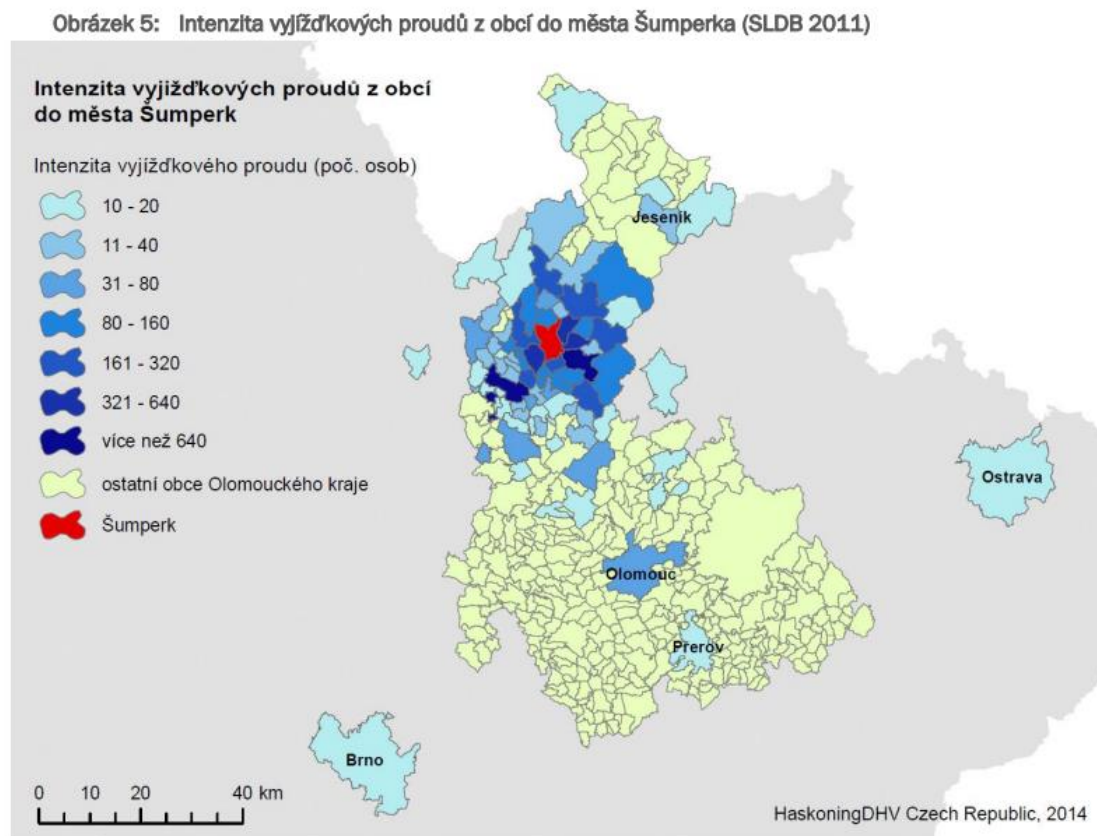 Obrázek 5: Intenzita vyjížďkových proudů z obcí do města Šumperka (SLDB 2011)
Intenzita vyjižďkových proudů z obcí
do města Šumperk
Intenzita vyjížďkového proudu (poč. osob)
10 - 20
11 - 40
31 - 80
80 - 160
161 - 320
321 - 640
více než 640
ostatní obce Olomouckého kraje
Šumperk
Jeseník
Ostrava
Olomouc
Přerov
Brno
0 10 20 40 km
HaskoningDHV Czech Republic, 2014